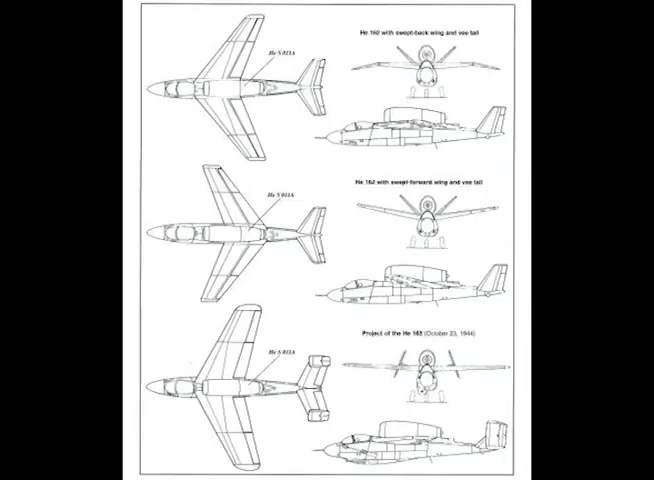 He 162 with swept-back wing and vee tail
He S 011A
He 162 with swept-forward wing and vee tail
He S 011A
Project of the He 162 (October 23, 1944)
He S 011A